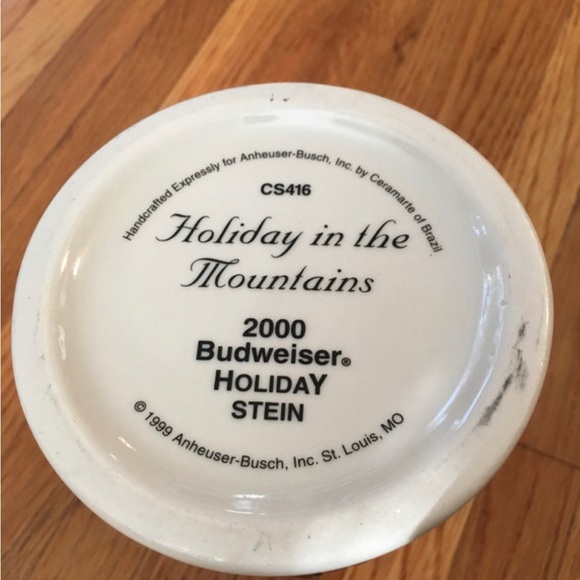 Handcrafted Expressly for Anheuser-Busch, Inc. by Ceramarte of Brazil
CS416
Holiday in the
Mountains
2000
Budweiser®
HOLIDAY
STEIN
© 1999 Anheuser-Busch, Inc. St. Louis, MO